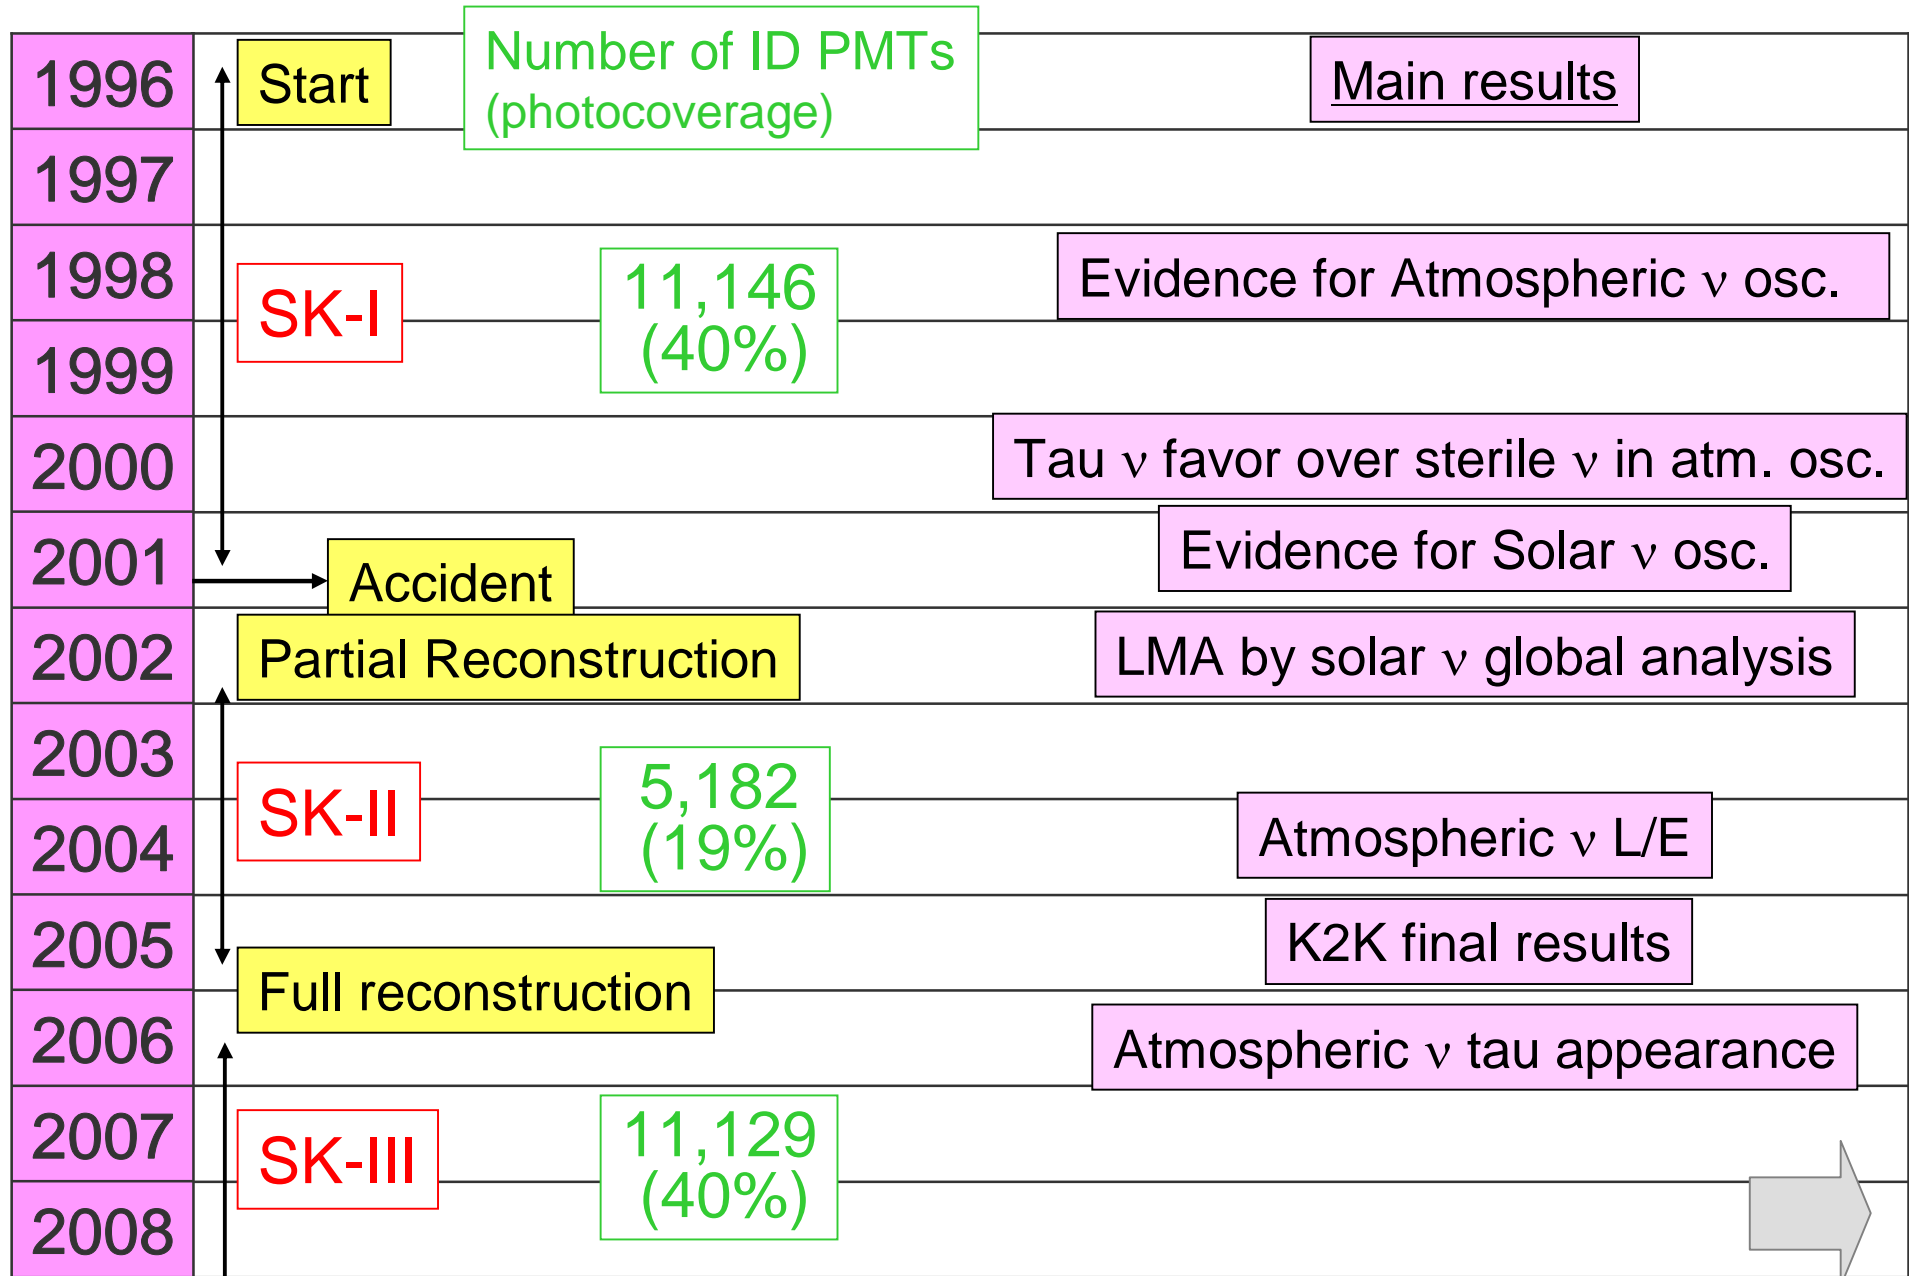 1996
Start
Number of ID PMTs
(photocoverage)
Main results
1997
1998
SK-I
11,146
(40%)
Evidence for Atmospheric ν osc.
1999
2000
Tau ν favor over sterile ν in atm. osc.
2001
Accident
Evidence for Solar ν osc.
2002
Partial Reconstruction
LMA by solar ν global analysis
2003
SK-II
5,182
(19%)
2004
Atmospheric ν L/E
2005
K2K final results
Full reconstruction
2006
Atmospheric ν tau appearance
2007
SK-III
11,129
(40%)
2008